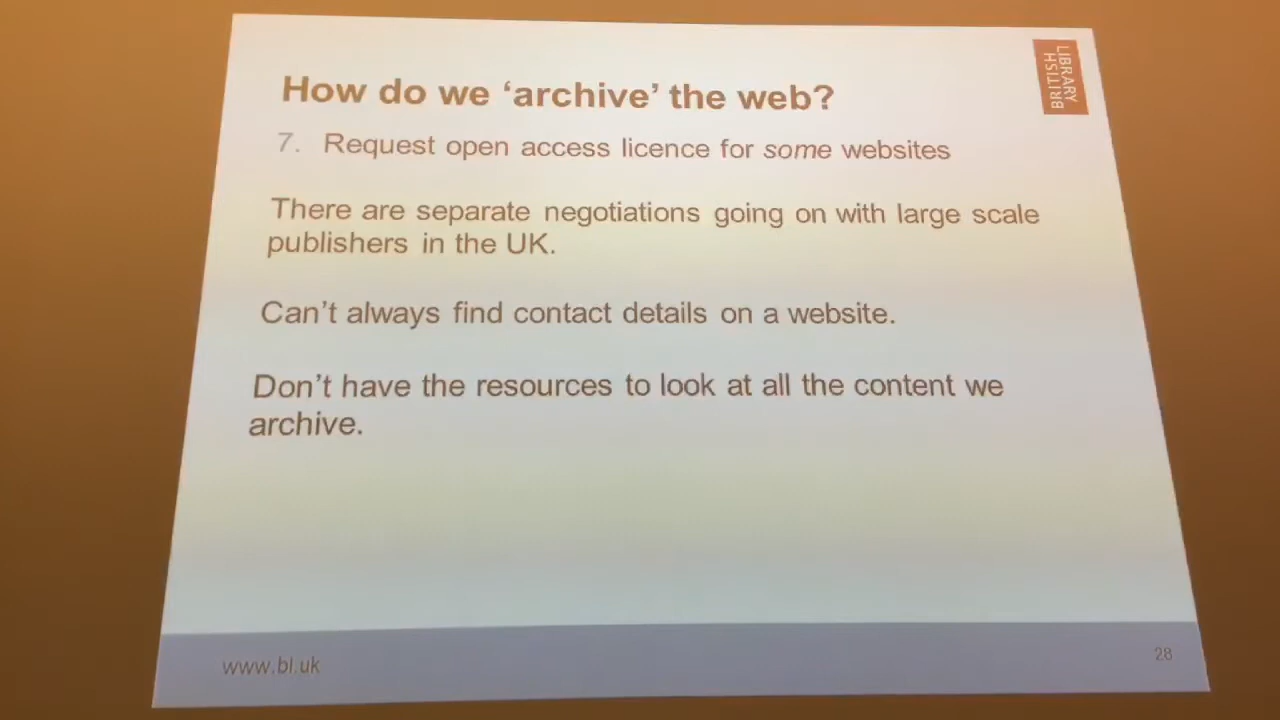 How do we ‘archive’ the web?
BRITISH
LIBRARY
7. Request open access licence for some websites
There are separate negotiations going on with large scale
publishers in the UK.
Can’t always find contact details on a website.
Don’t have the resources to look at all the content we
archive.
www.bl.uk
28